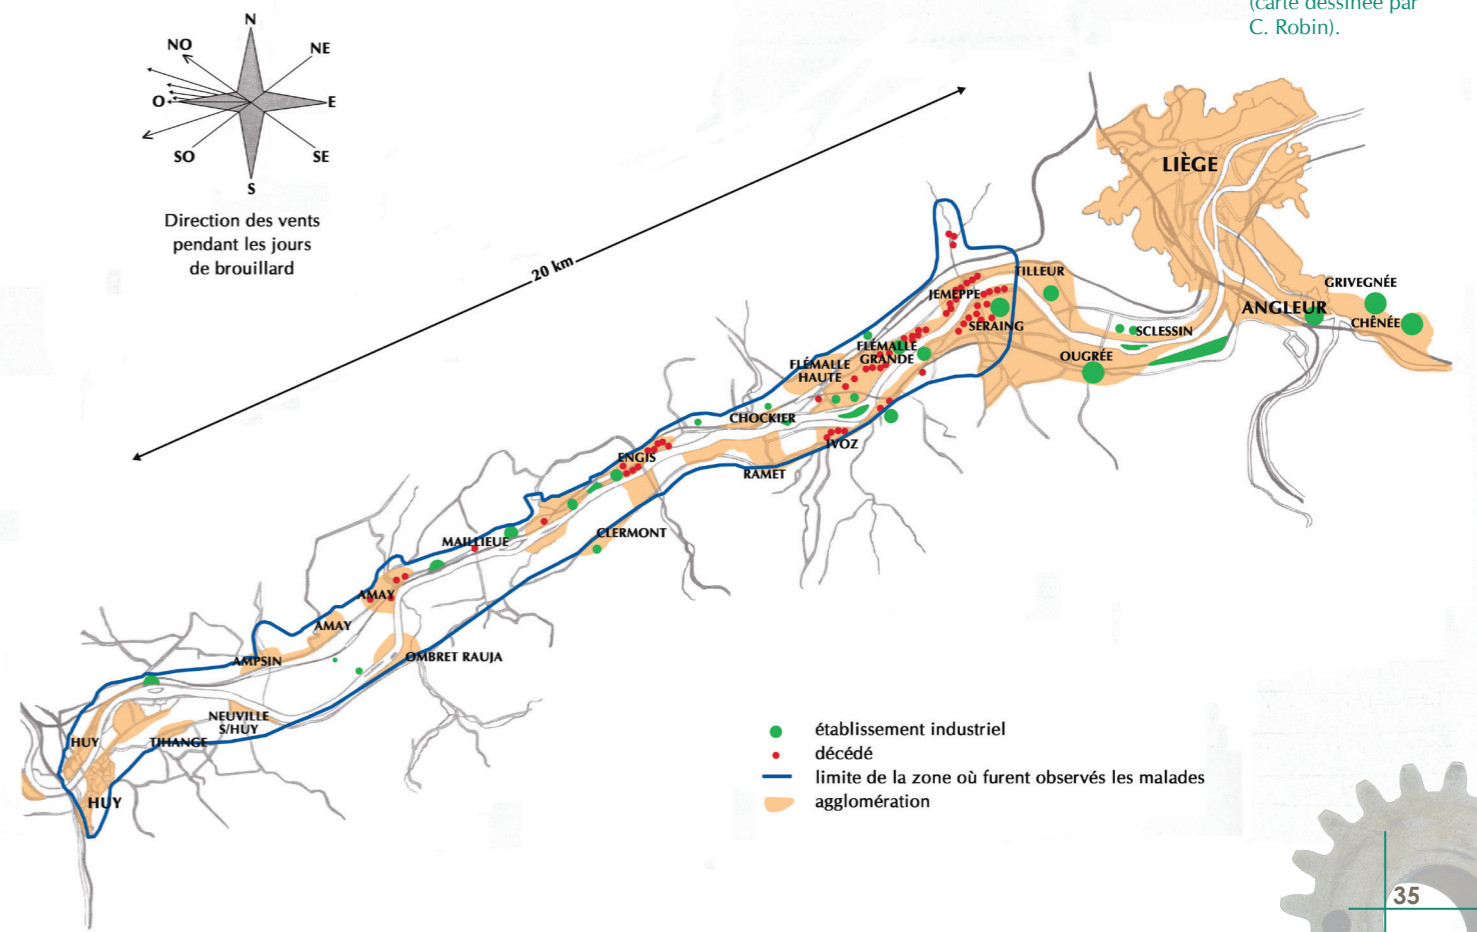 (carte dessinée par
C. Robin).
N
NO
NE
O
E
SO
SE
S
Direction des vents
pendant les jours
de brouillard
20 km
LIÈGE
GRIVEGNÉE
ANGLEUR
CHÊNÉE
TILLEUR
JEMEPPE
SERAING
SCLESSIN
OUGRÉE
FLÉMALLE
GRANDE
FLÉMALLE
HAUTE
CHOCKIER
IVOZ
RAMET
ENGIS
CLERMONT
MAILLIEUE
AMAY
AMAY
AMPSIN
OMBRET RAUJA
NEUVILLE
S/HUY
TIHANGE
HUY
HUY
établissement industriel
décédé
limite de la zone où furent observés les malades
agglomération
35